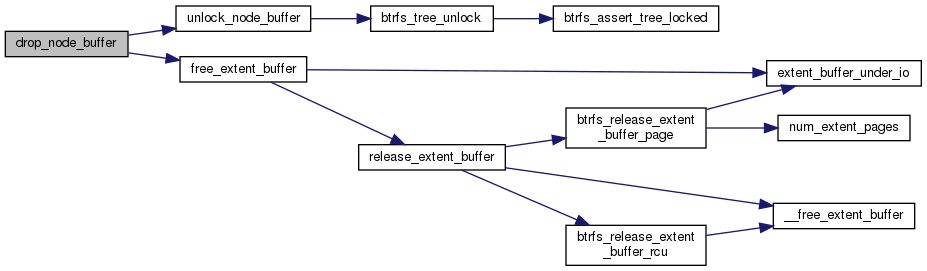 drop_node_buffer
unlock_node_buffer
btrfs_tree_unlock
btrfs_assert_tree_locked
free_extent_buffer
extent_buffer_under_io
release_extent_buffer
btrfs_release_extent
_buffer_page
num_extent_pages
__free_extent_buffer
btrfs_release_extent
_buffer_rcu